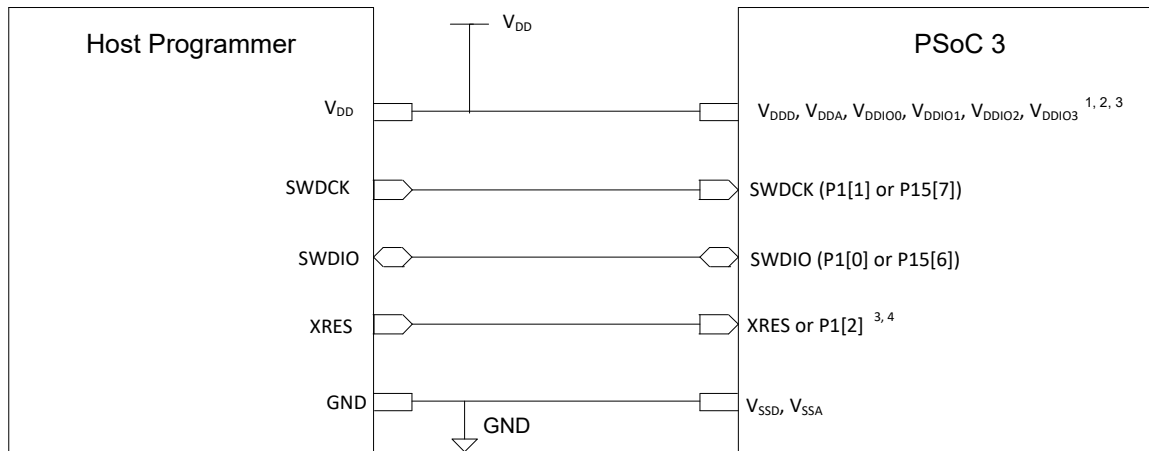 Host Programmer
V_DD
PSoC 3
V_DD
V_DDD, V_DDA, V_DDIO0, V_DDIO1, V_DDIO2, V_DDIO3 1, 2, 3
SWDCK
SWDCK (P1[1] or P15[7])
SWDIO
SWDIO (P1[0] or P15[6])
XRES
XRES or P1[2] 3, 4
GND
GND
V_SSD, V_SSA